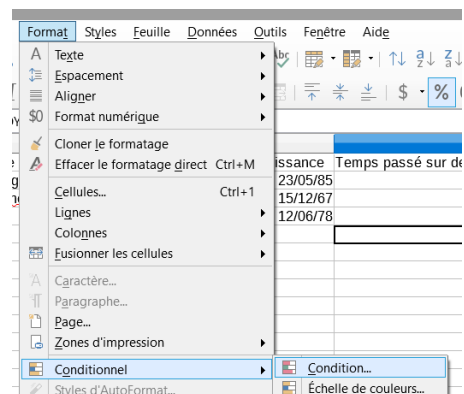 Format Styles Feuille Données Outils Fenêtre Aide
Texte
Espacement
Aligner
$0 Format numérique
Cloner le formatage
Effacer le formatage direct Ctrl+M
issance Temps passé sur de
23/05/85
Cellules... Ctrl+1
15/12/67
Lignes
12/06/78
Colonnes
Fusionner les cellules
Caractère...
Paragraphe...
Page...
Zones d'impression
Conditionnel
Condition...
Styles d'AutoFormat...
Échelle de couleurs...